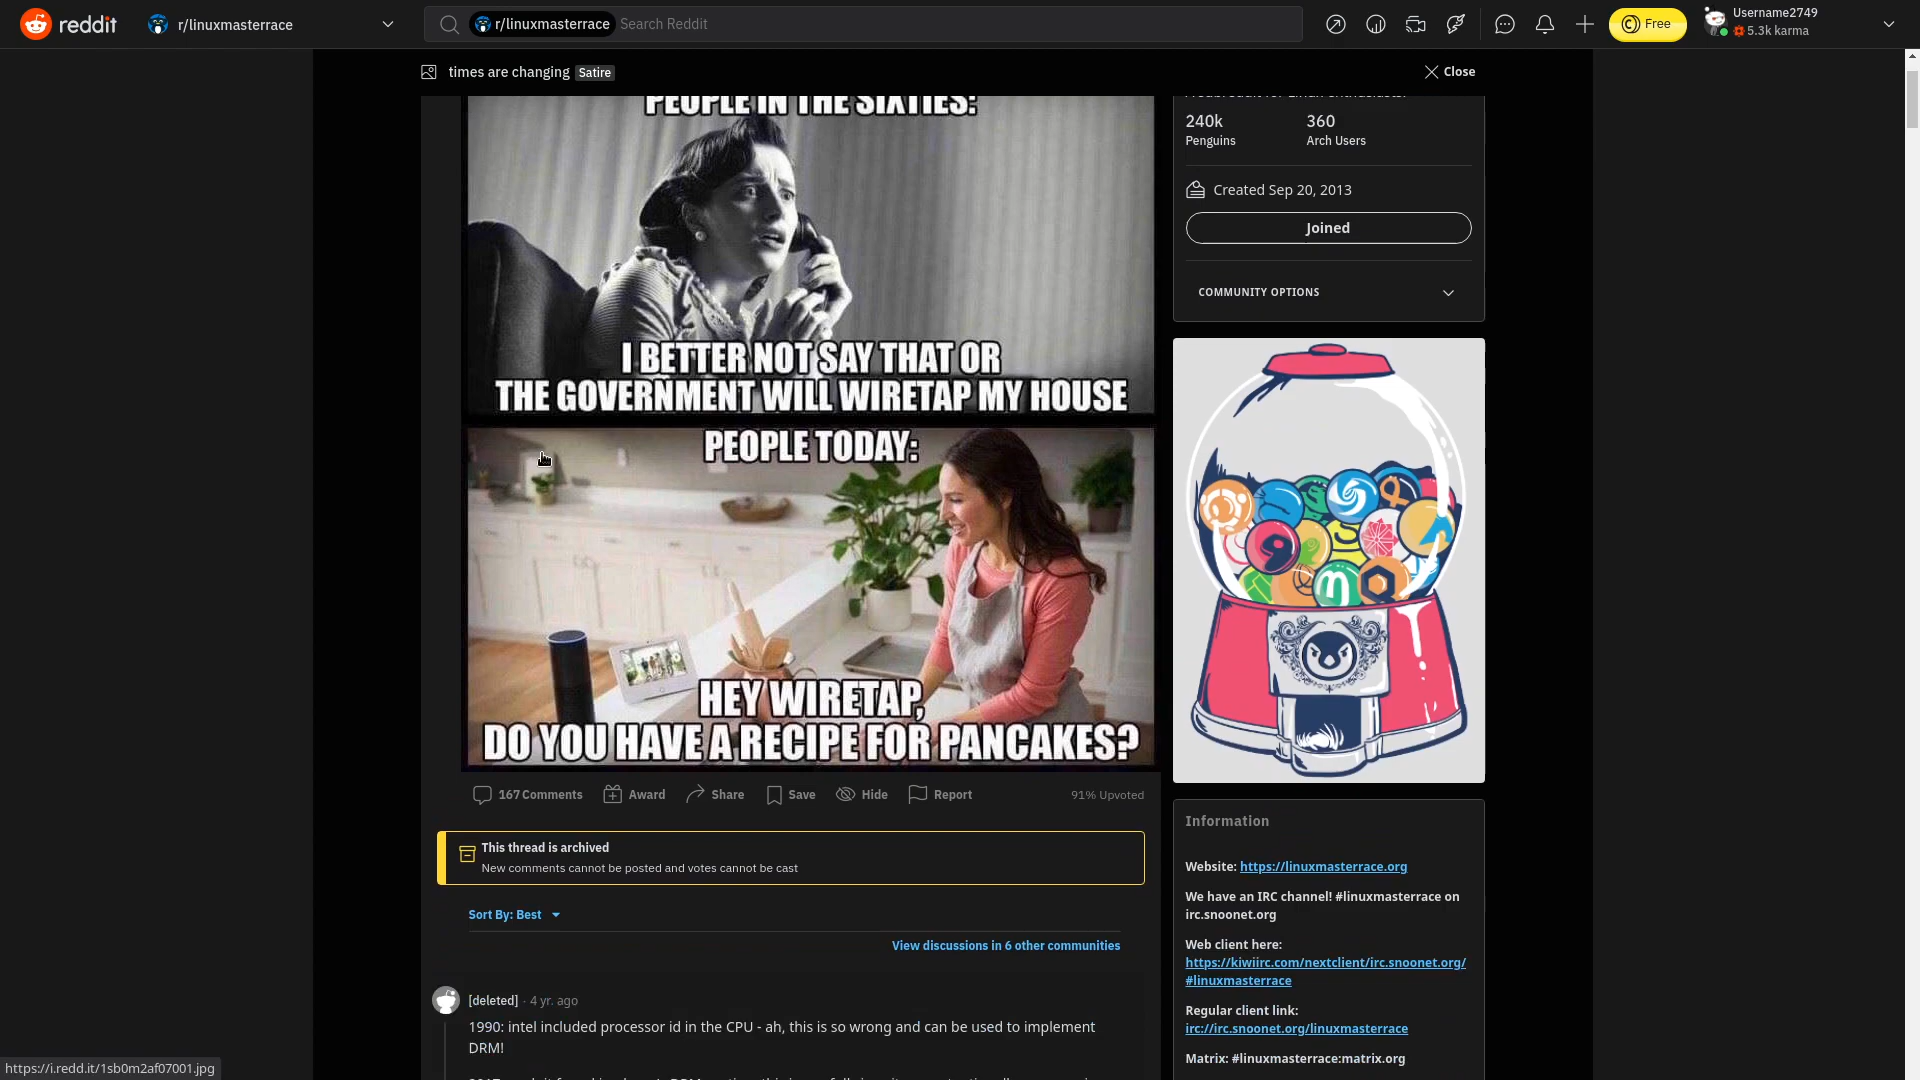 reddit
r/linuxmasterrace
r/linuxmasterrace Search Reddit
Free
Username2749
5.3k karma
times are changing Satire
Close
PEOPLE IN THE SIXTIES:
I BETTER NOT SAY THAT OR
THE GOVERNMENT WILL WIRETAP MY HOUSE
PEOPLE TODAY:
HEY WIRETAP,
DO YOU HAVE A RECIPE FOR PANCAKES?
167 Comments Award Share Save Hide Report 91% Upvoted
This thread is archived
New comments cannot be posted and votes cannot be cast
Sort By: Best
View discussions in 6 other communities
[deleted] · 4 yr. ago
1990: intel included processor id in the CPU - ah, this is so wrong and can be used to implement
DRM!
240k 360
Penguins Arch Users
Created Sep 20, 2013
Joined
COMMUNITY OPTIONS
Information
Website: https://linuxmasterrace.org
We have an IRC channel! #linuxmasterrace on
irc.snoonet.org
Web client here:
https://kiwiirc.com/nextclient/irc.snoonet.org/
#linuxmasterrace
Regular client link:
irc://irc.snoonet.org/linuxmasterrace
Matrix: #linuxmasterrace:matrix.org
https://i.redd.it/1sb0m2af07001.jpg